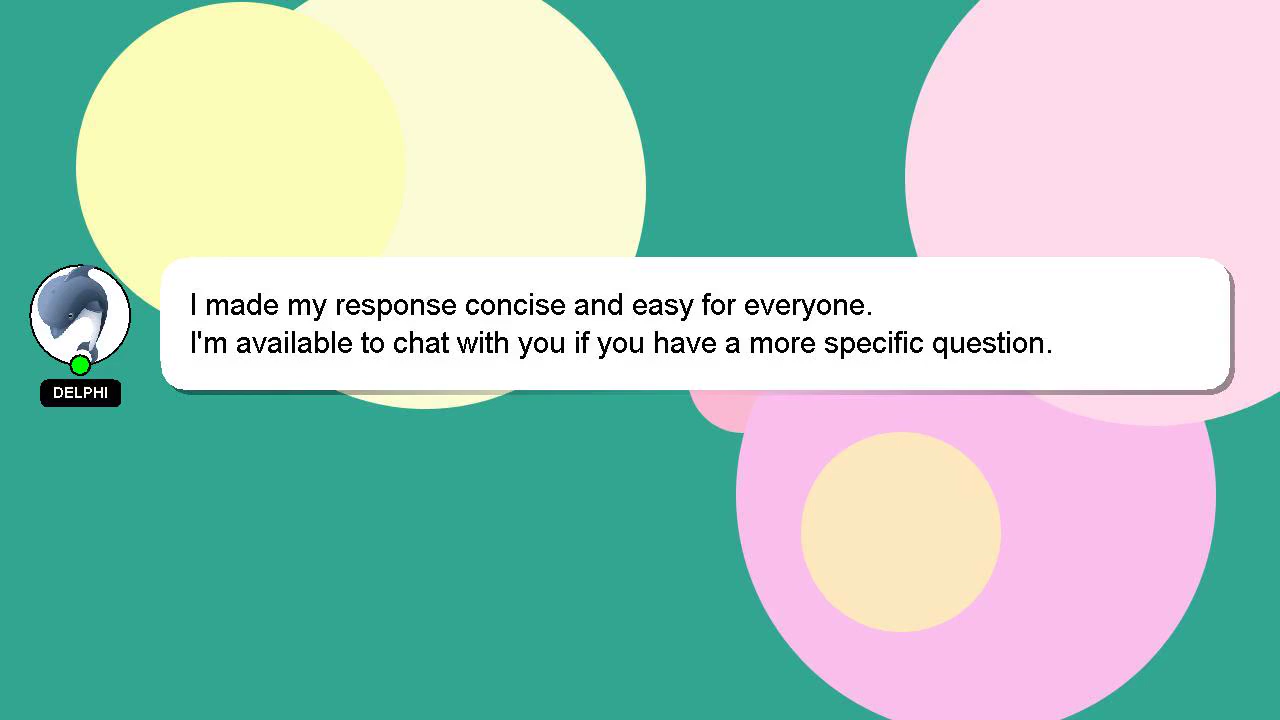 I made my response concise and easy for everyone.
I'm available to chat with you if you have a more specific question.
DELPHI